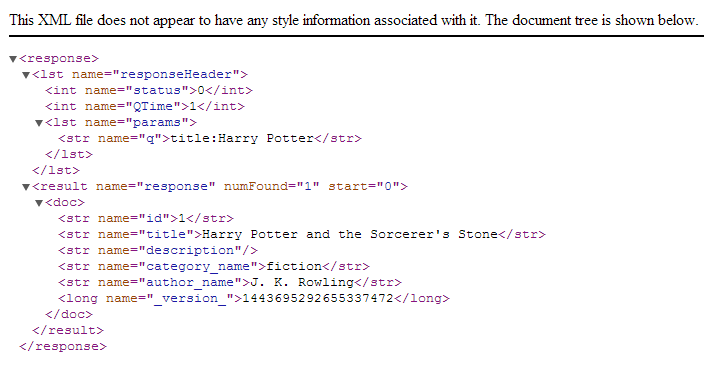 This XML file does not appear to have any style information associated with it. The document tree is shown below.
▼<response>
▼<lst name="responseHeader">
<int name="status">0</int>
<int name="QTime">1</int>
▼<lst name="params">
<str name="q">title:Harry Potter</str>
</lst>
</lst>
▼<result name="response" numFound="1" start="0">
▼<doc>
<str name="id">1</str>
<str name="title">Harry Potter and the Sorcerer's Stone</str>
<str name="description"/>
<str name="category_name">fiction</str>
<str name="author_name">J. K. Rowling</str>
<long name="_version_">1443695292655337472</long>
</doc>
</result>
</response>